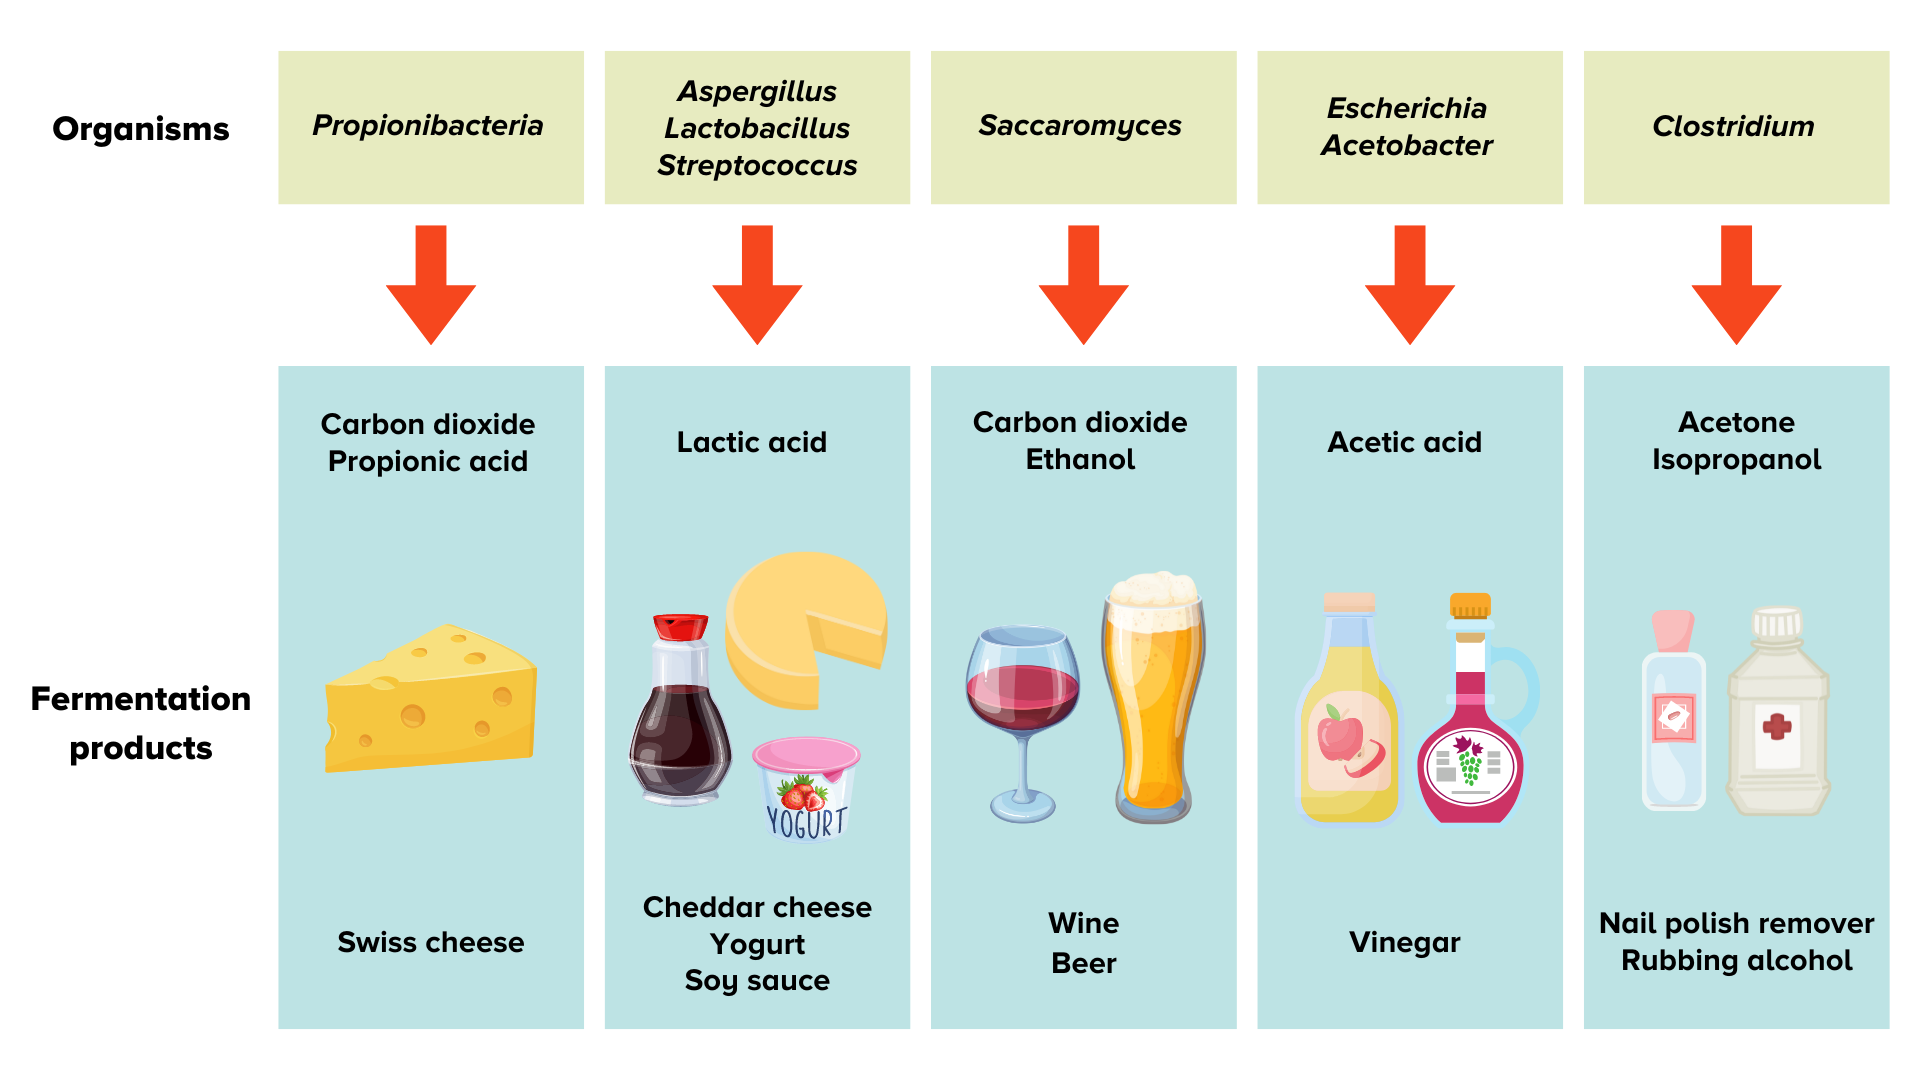 Organisms
Propionibacteria
Aspergillus
Lactobacillus
Streptococcus
Saccaromyces
Escherichia
Acetobacter
Clostridium
Fermentation
products
Carbon dioxide
Propionic acid
Swiss cheese
Lactic acid
YOGURT
Cheddar cheese
Yogurt
Soy sauce
Carbon dioxide
Ethanol
Wine
Beer
Acetic acid
Vinegar
Acetone
Isopropanol
Nail polish remover
Rubbing alcohol